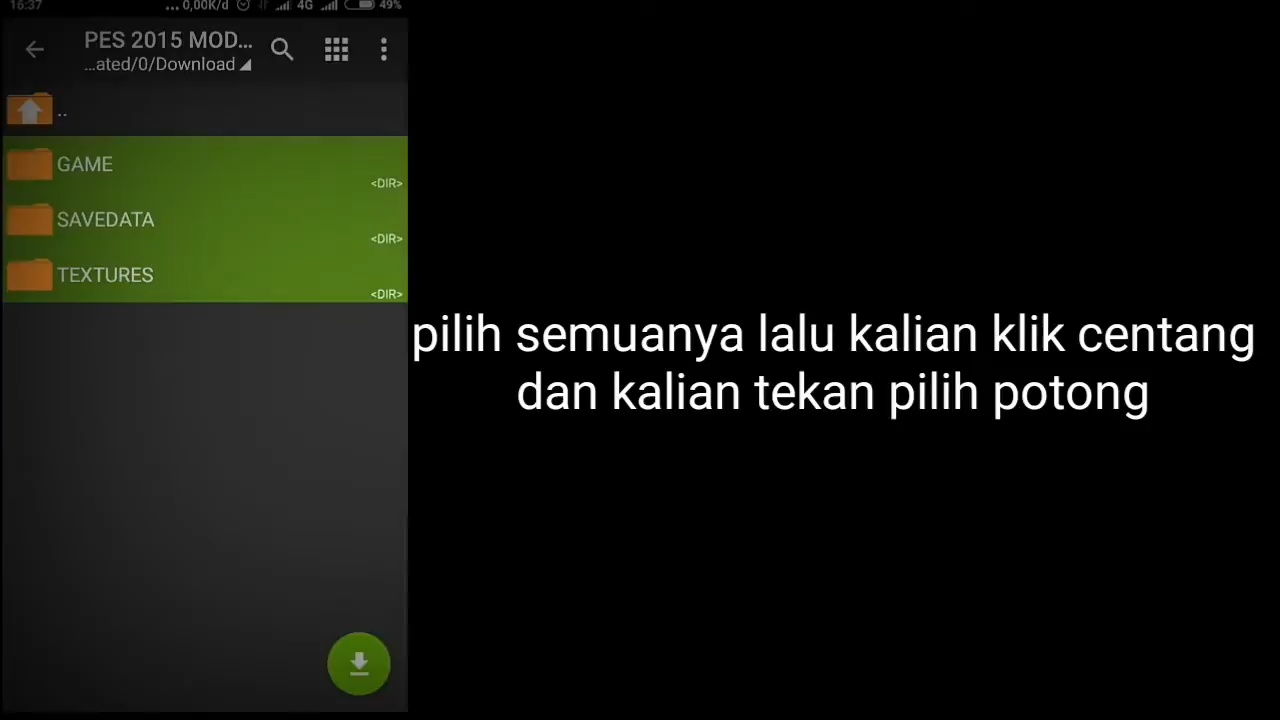 16:37
... 0,00K/d
4G
49%
PES 2015 MOD...
...ated/0/Download
..
GAME
<DIR>
SAVEDATA
<DIR>
TEXTURES
<DIR>
pilih semuanya lalu kalian klik centang
dan kalian tekan pilih potong